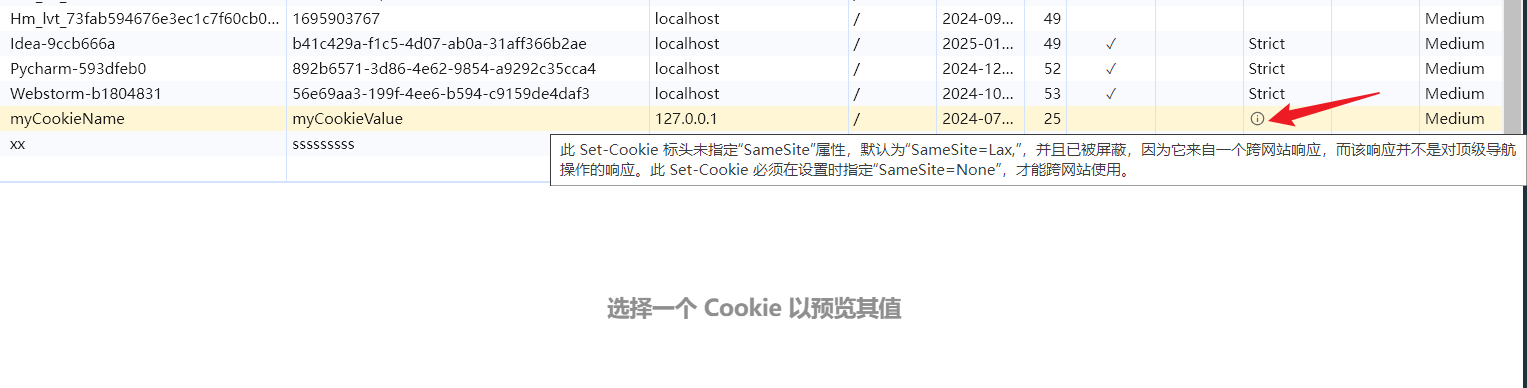 Hm_lvt_73fab594676e3ec1c7f60cb0... 1695903767 localhost / 2024-09... 49 Medium
Idea-9ccb666a b41c429a-f1c5-4d07-ab0a-31aff366b2ae localhost / 2025-01... 49 ✓ Strict Medium
Pycharm-593dfeb0 892b6571-3d86-4e62-9854-a9292c35cca4 localhost / 2024-12... 52 ✓ Strict Medium
Webstorm-b1804831 56e69aa3-199f-4ee6-b594-c9159de4daf3 localhost / 2024-10... 53 ✓ Strict Medium
myCookieName myCookieValue 127.0.0.1 / 2024-07... 25 Medium
xx sssssssss
此 Set-Cookie 标头未指定“SameSite”属性，默认为“SameSite=Lax,”，并且已被屏蔽，因为它来自一个跨网站响应，而该响应并不是对顶级导航
操作的响应。此 Set-Cookie 必须在设置时指定“SameSite=None”，才能跨网站使用。
选择一个 Cookie 以预览其值